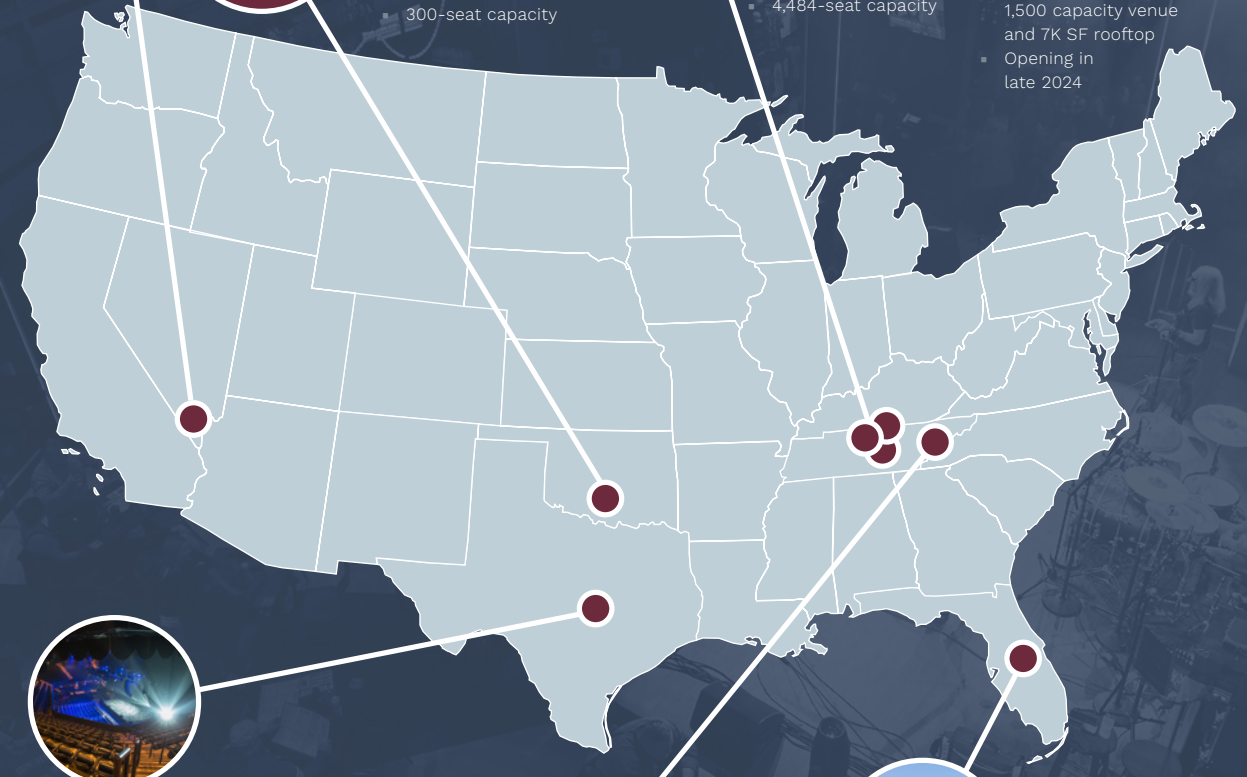 300-seat capacity
4,484-seat capacity
1,500 capacity venue
and 7K SF rooftop
Opening in
late 2024